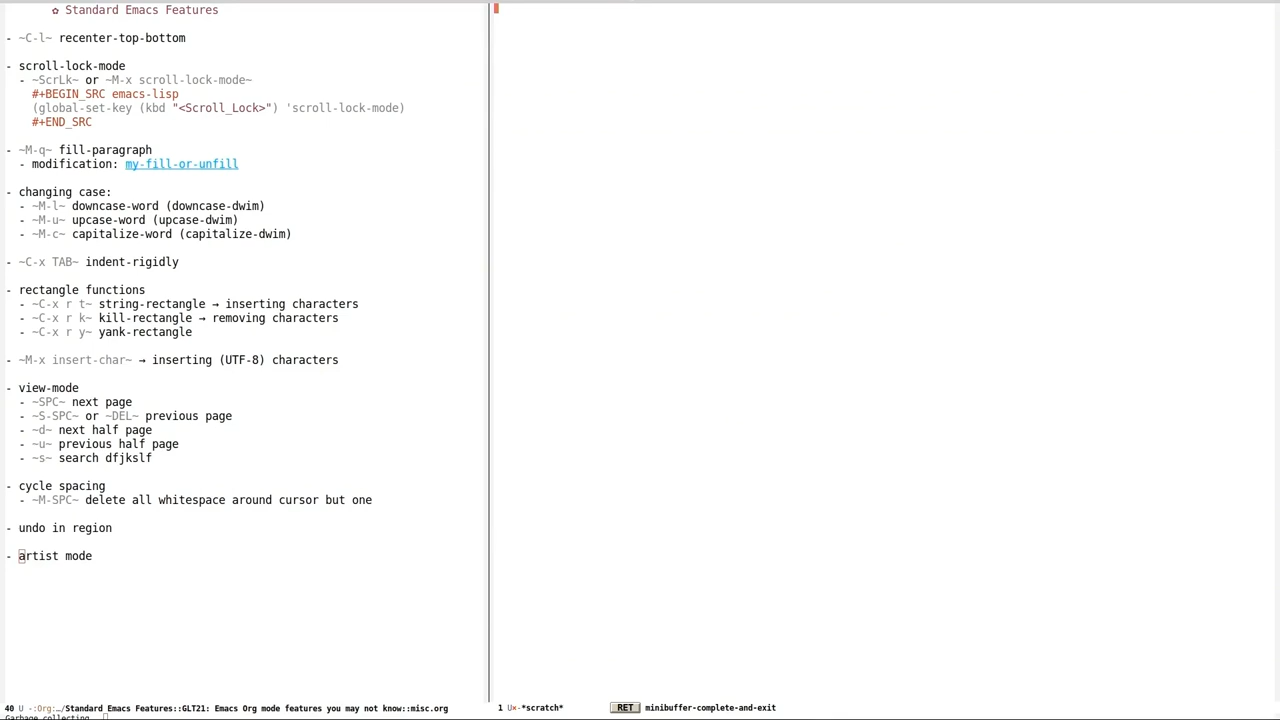 ✿ Standard Emacs Features
- ~C-l~ recenter-top-bottom
- scroll-lock-mode
- ~ScrLk~ or ~M-x scroll-lock-mode~
#+BEGIN_SRC emacs-lisp
(global-set-key (kbd "<Scroll_Lock>") 'scroll-lock-mode)
#+END_SRC
- ~M-q~ fill-paragraph
- modification: my-fill-or-unfill
- changing case:
- ~M-l~ downcase-word (downcase-dwim)
- ~M-u~ upcase-word (upcase-dwim)
- ~M-c~ capitalize-word (capitalize-dwim)
- ~C-x TAB~ indent-rigidly
- rectangle functions
- ~C-x r t~ string-rectangle → inserting characters
- ~C-x r k~ kill-rectangle → removing characters
- ~C-x r y~ yank-rectangle
- ~M-x insert-char~ → inserting (UTF-8) characters
- view-mode
- ~SPC~ next page
- ~S-SPC~ or ~DEL~ previous page
- ~d~ next half page
- ~u~ previous half page
- ~s~ search dfjkslf
- cycle spacing
- ~M-SPC~ delete all whitespace around cursor but one
- undo in region
- artist mode
40 U -:Org:…/Standard Emacs Features::GLT21: Emacs Org mode features you may not know::misc.org
1 U×-*scratch* RET minibuffer-complete-and-exit
Garbage collecting...